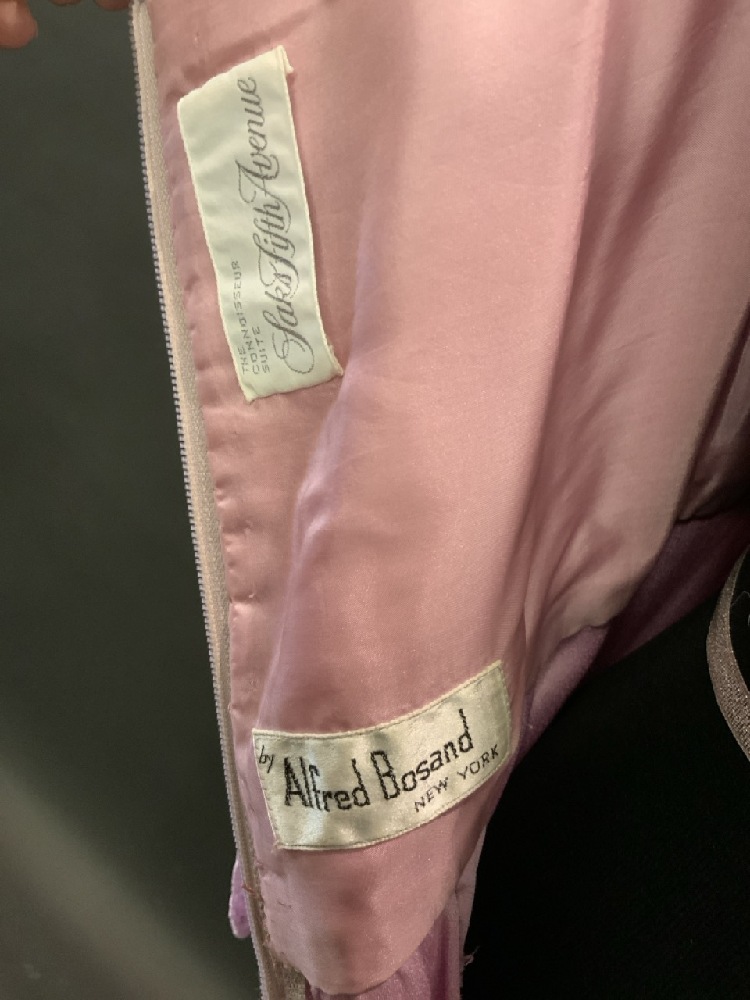 Saks Fifth Avenue
THE
CONNOISSEUR
SUITE
by Alfred Bosand
NEW YORK